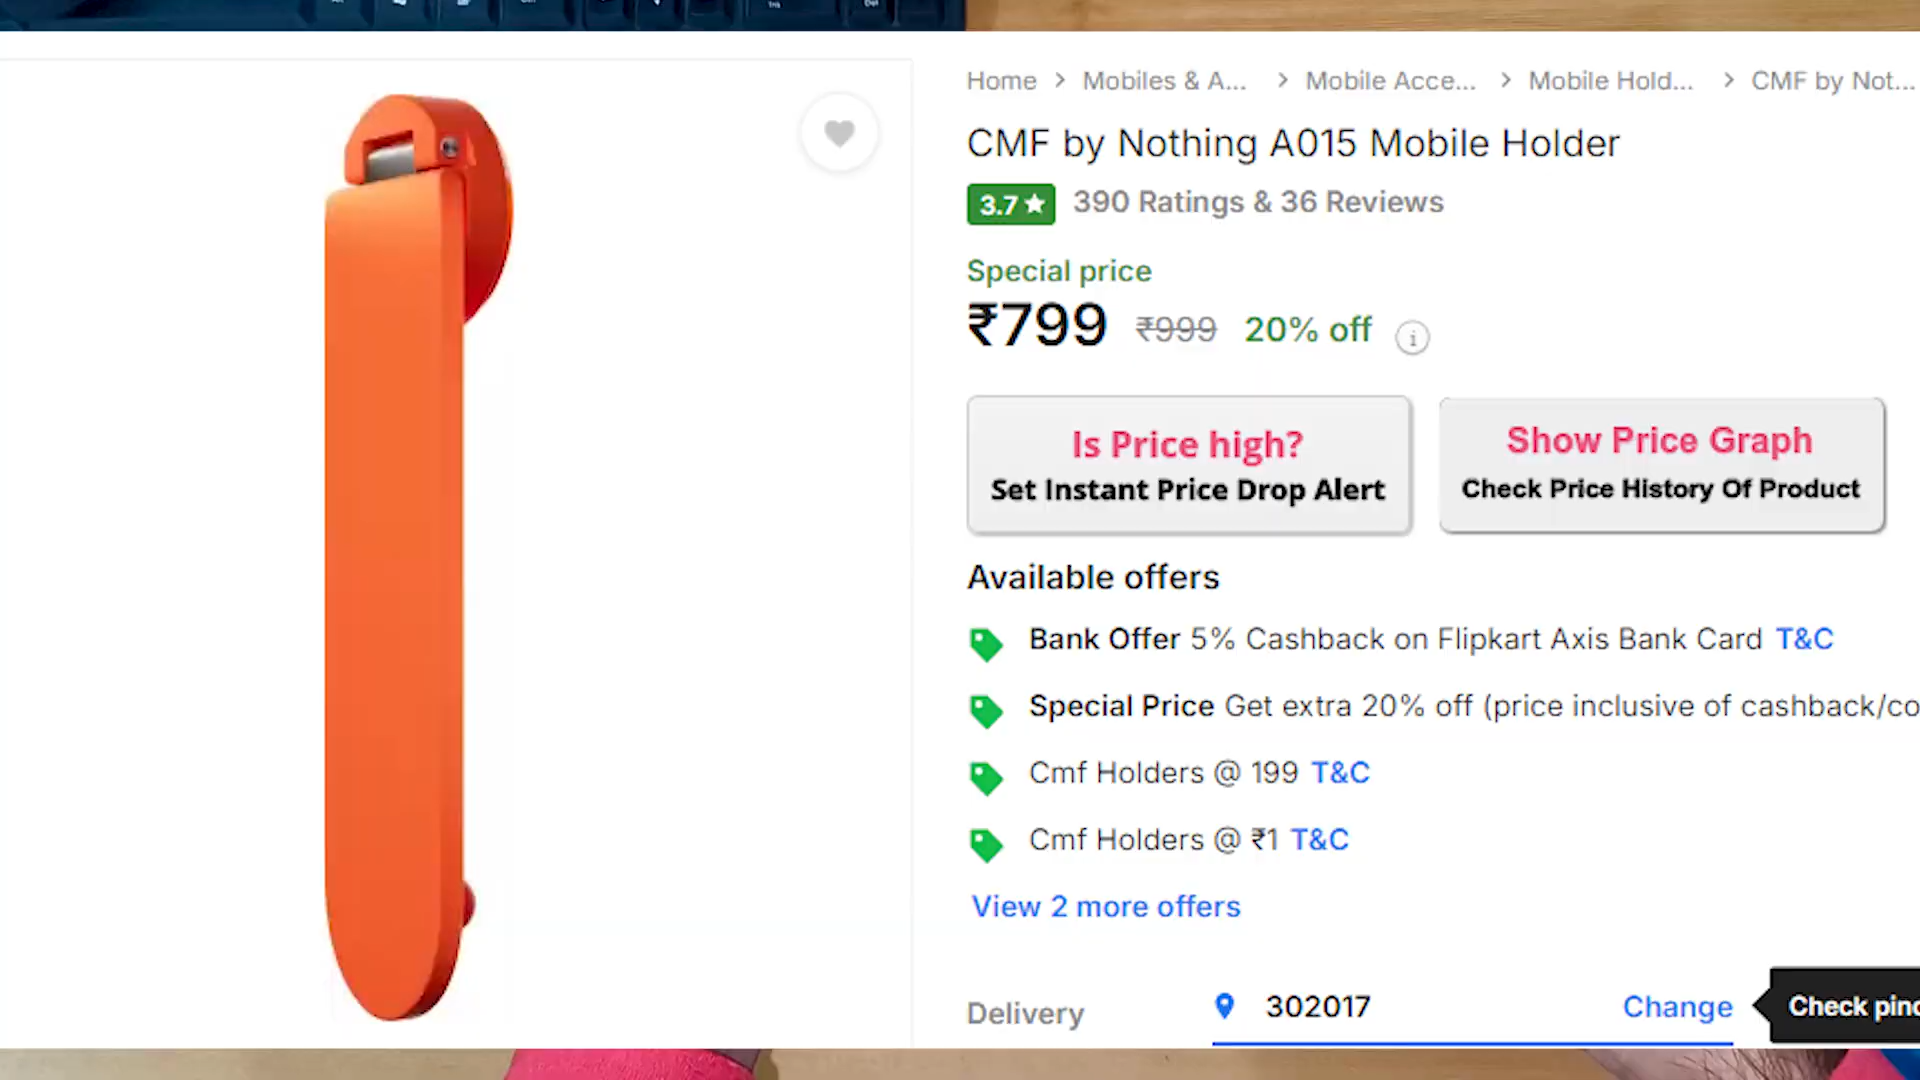 Home > Mobiles & A... > Mobile Acce... > Mobile Hold... > CMF by Not...
CMF by Nothing A015 Mobile Holder
3.7★ 390 Ratings & 36 Reviews
Special price
₹799 ₹999 20% off i
Is Price high?
Set Instant Price Drop Alert
Show Price Graph
Check Price History Of Product
Available offers
Bank Offer 5% Cashback on Flipkart Axis Bank Card T&C
Special Price Get extra 20% off (price inclusive of cashback/co
Cmf Holders @ 199 T&C
Cmf Holders @ ₹1 T&C
View 2 more offers
Delivery 302017 Change
Check pinc